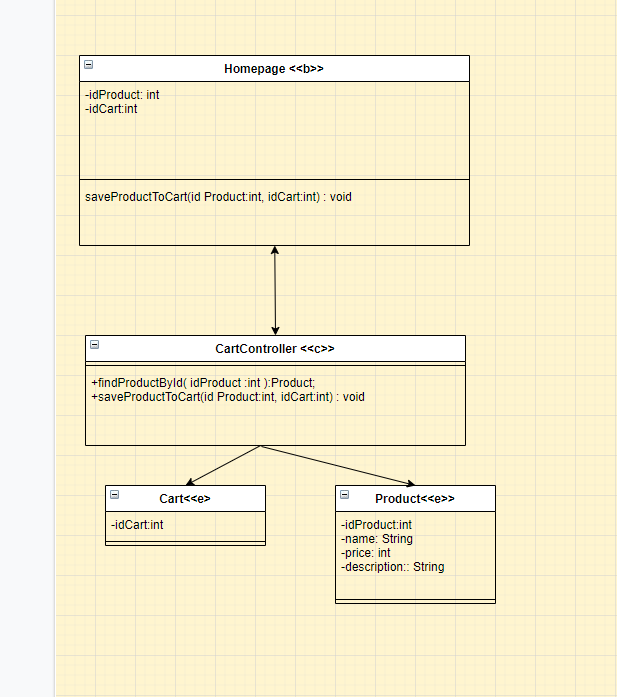 Homepage <<b>>
-idProduct: int
-idCart:int
saveProductToCart(id Product:int, idCart:int) : void
CartController <<c>>
+findProductById( idProduct :int ):Product;
+saveProductToCart(id Product:int, idCart:int) : void
Cart<<e>
-idCart:int
Product<<e>>
-idProduct:int
-name: String
-price: int
-description:: String